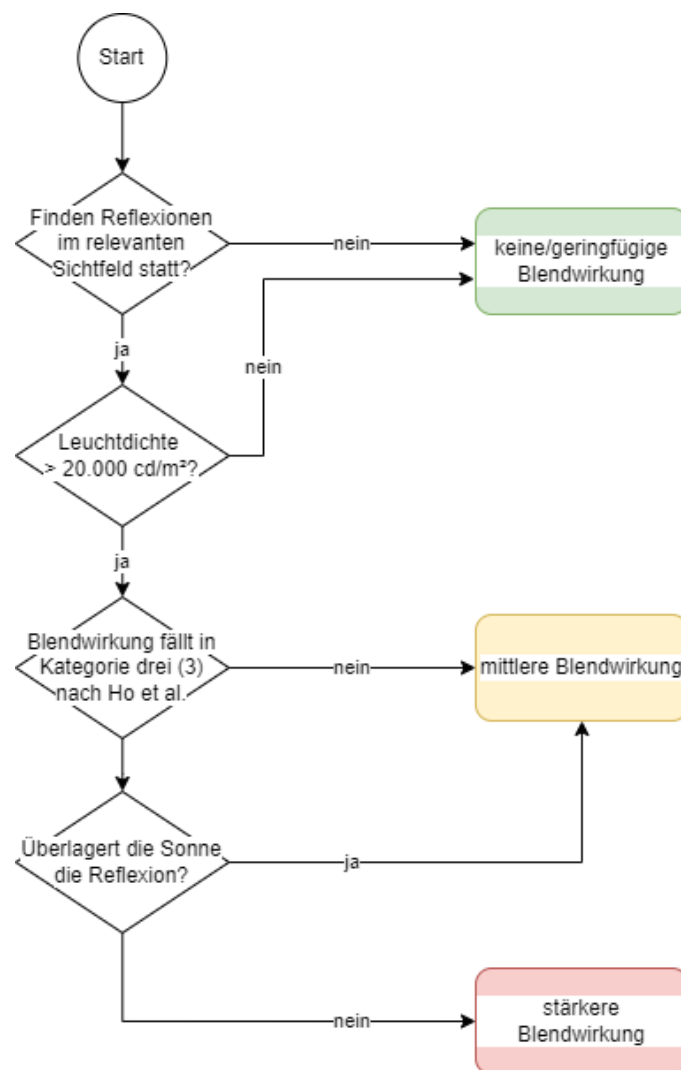 Start
Finden Reflexionen
im relevanten
Sichtfeld statt?
nein
keine/geringfügige
Blendwirkung
ja
nein
Leuchtdichte
> 20.000 cd/m²?
ja
Blendwirkung fällt in
Kategorie drei (3)
nach Ho et al.
nein
mittlere Blendwirkung
Überlagert die Sonne
die Reflexion?
ja
nein
stärkere
Blendwirkung